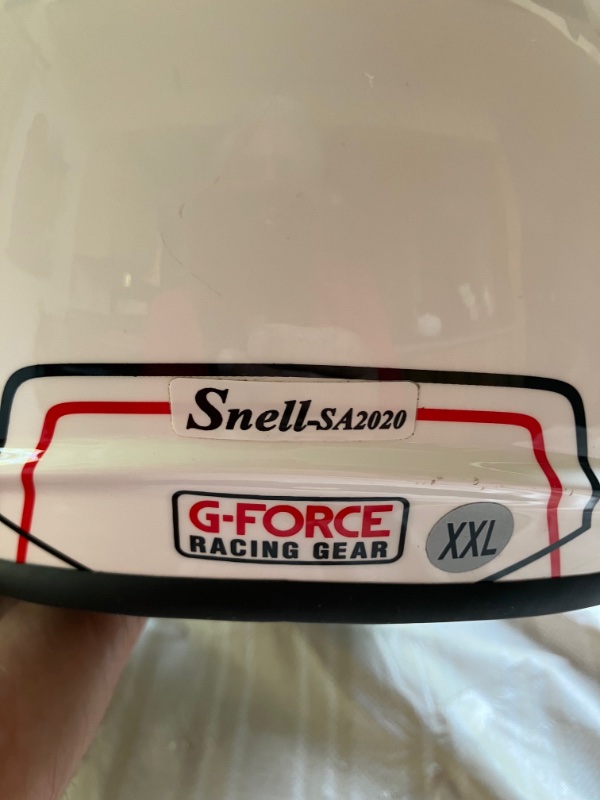 Snell-SA2020
G-FORCE
RACING GEAR
XXL